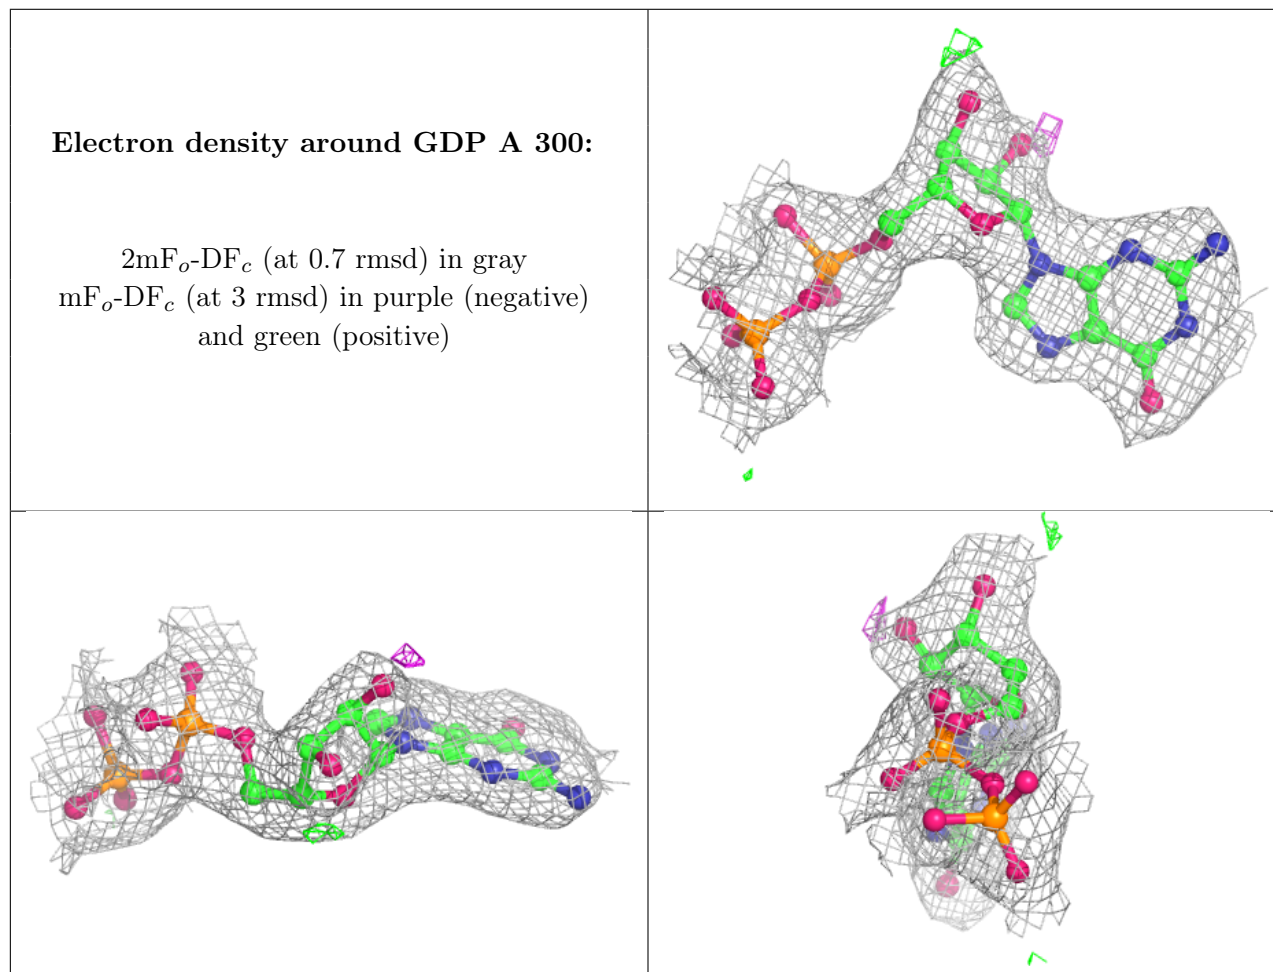 Electron density around GDP A 300:
2mFo-DFc (at 0.7 rmsd) in gray
mFo-DFc (at 3 rmsd) in purple (negative)
and green (positive)